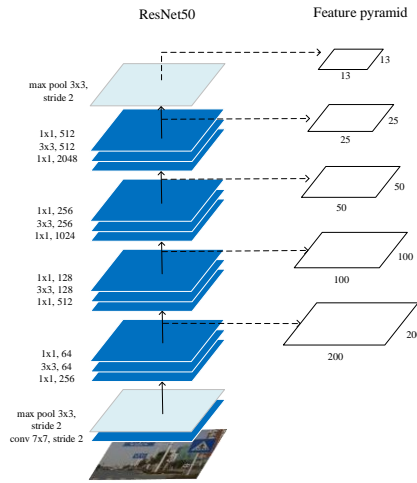 ResNet50
Feature pyramid
max pool 3x3,
stride 2
13
13
1x1, 512
3x3, 512
1x1, 2048
25
25
1x1, 256
3x3, 256
1x1, 1024
50
50
1x1, 128
3x3, 128
1x1, 512
100
100
1x1, 64
3x3, 64
1x1, 256
200
max pool 3x3,
stride 2
conv 7x7, stride 2